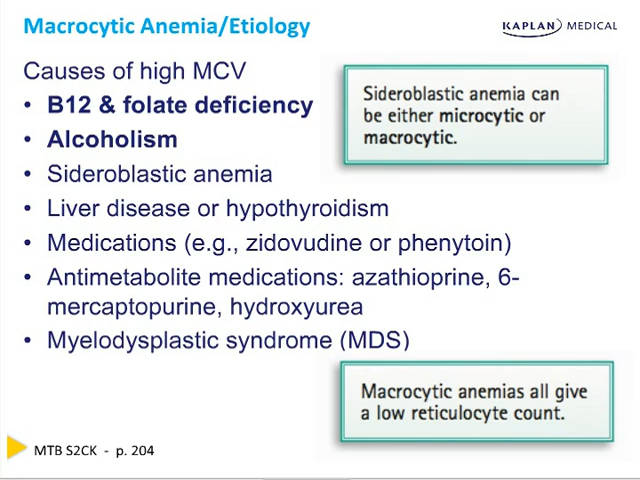 Macrocytic Anemia/Etiology
KAPLAN MEDICAL
Causes of high MCV
• B12 & folate deficiency
• Alcoholism
• Sideroblastic anemia
• Liver disease or hypothyroidism
• Medications (e.g., zidovudine or phenytoin)
• Antimetabolite medications: azathioprine, 6-
mercaptopurine, hydroxyurea
• Myelodysplastic syndrome (MDS)
Sideroblastic anemia can
be either microcytic or
macrocytic.
Macrocytic anemias all give
a low reticulocyte count.
MTB S2CK - p. 204